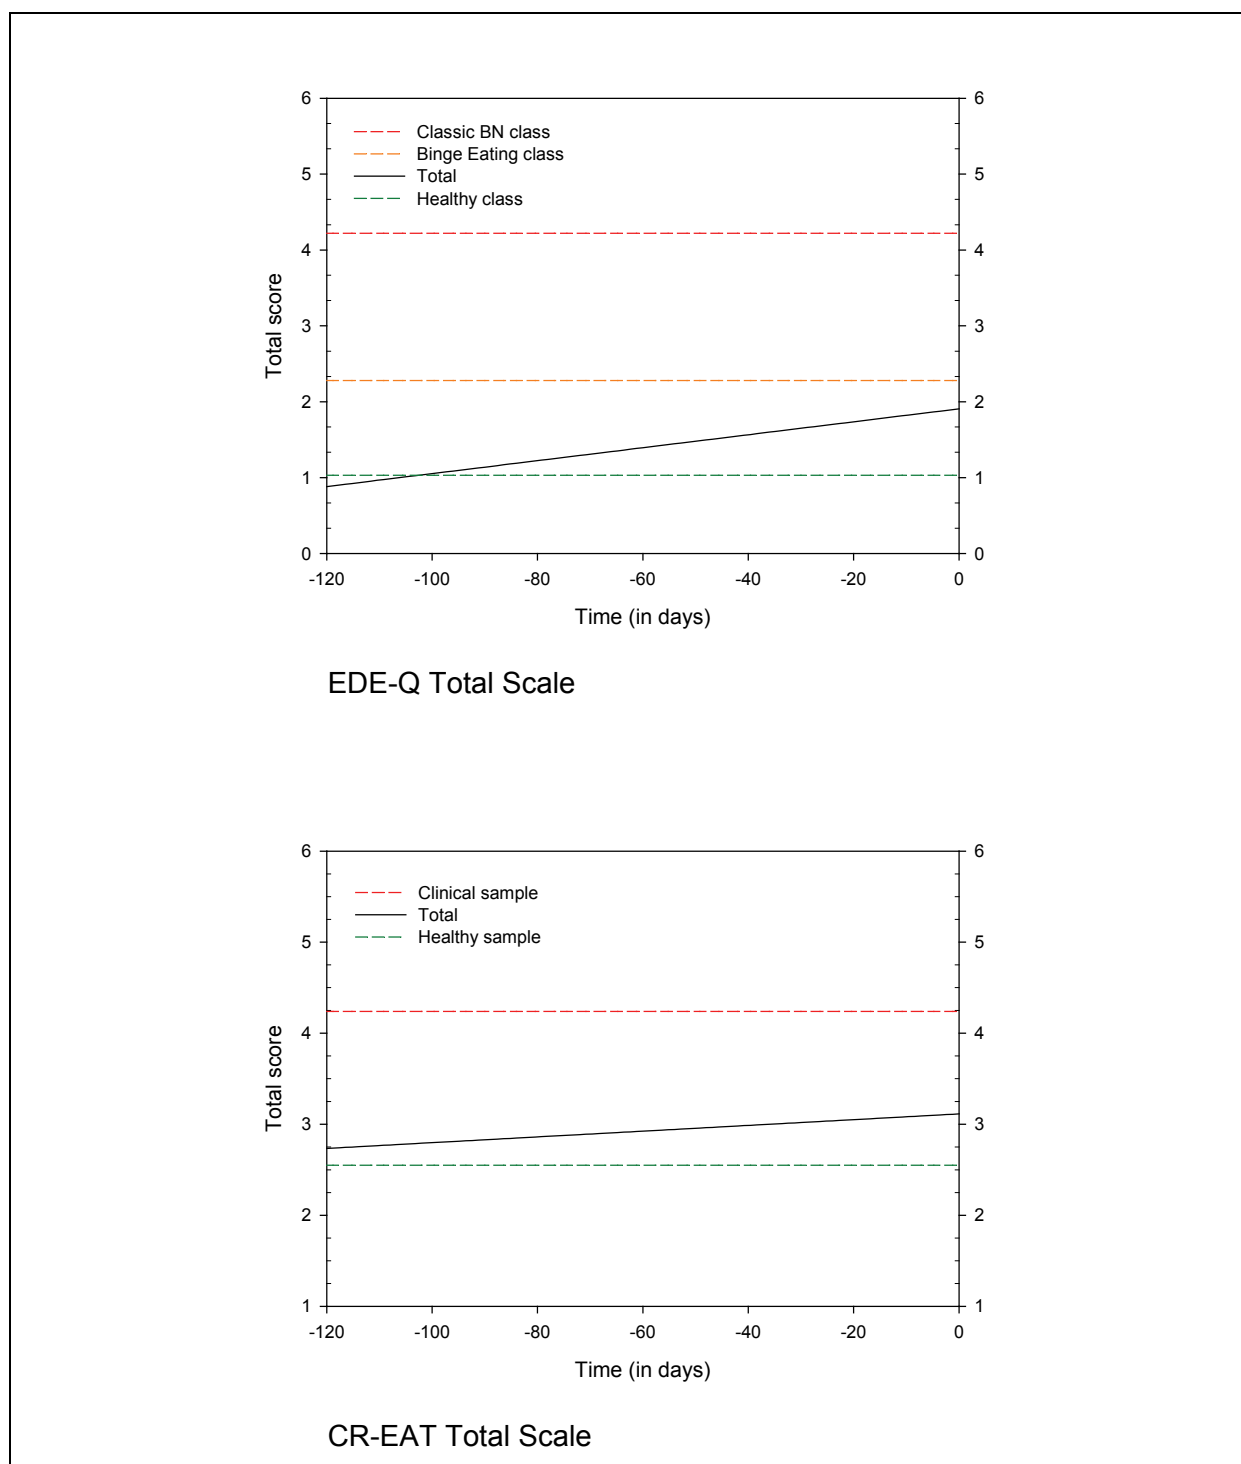 6 6
Classic BN class
Binge Eating class
Total
Healthy class
5 5
4 4
Total score
3 3
2 2
1 1
0 0
-120 -100 -80 -60 -40 -20 0
Time (in days)
EDE-Q Total Scale
6 6
Clinical sample
Total
Healthy sample
5 5
4 4
Total score
3 3
2 2
1 1
-120 -100 -80 -60 -40 -20 0
Time (in days)
CR-EAT Total Scale